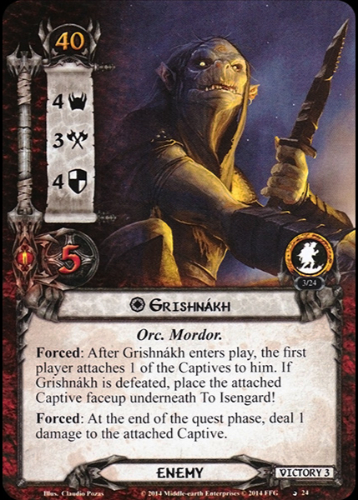 40
4
3
4
5
3/24
GRISHNÁKH
Orc. Mordor.
Forced: After Grishnákh enters play, the first
player attaches 1 of the Captives to him. If
Grishnákh is defeated, place the attached
Captive faceup underneath To Isengard!
Forced: At the end of the quest phase, deal 1
damage to the attached Captive.
ENEMY
VICTORY 3
Illus. Claudio Pozas
© 2014 Middle-earth Enterprises © 2014 FFG
24